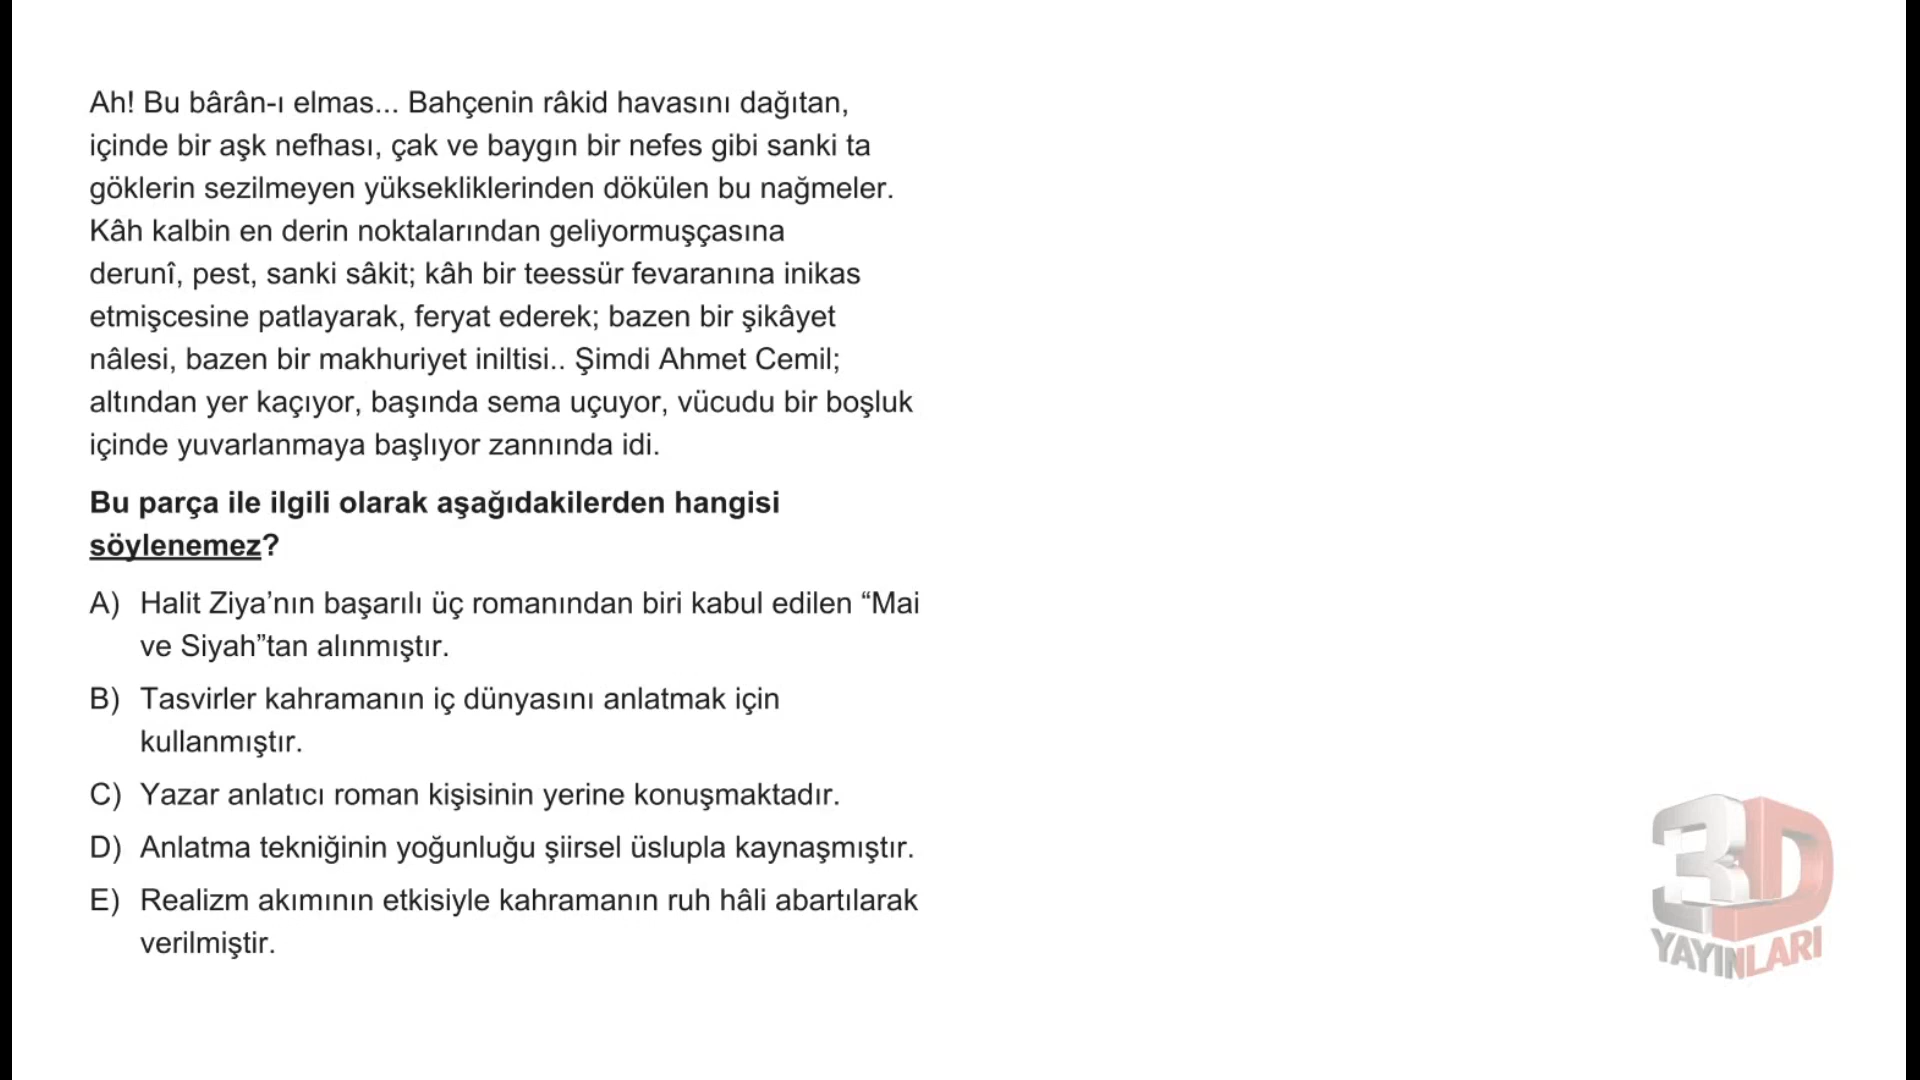 Ah! Bu bârân-ı elmas... Bahçenin râkid havasını dağıtan,
içinde bir aşk nefhası, çak ve baygın bir nefes gibi sanki ta
göklerin sezilmeyen yüksekliklerinden dökülen bu nağmeler.
Kâh kalbin en derin noktalarından geliyormuşçasına
derunî, pest, sanki sâkit; kâh bir teessür fevaranına inikas
etmişcesine patlayarak, feryat ederek; bazen bir şikâyet
nâlesi, bazen bir makhuriyet iniltisi.. Şimdi Ahmet Cemil;
altından yer kaçıyor, başında sema uçuyor, vücudu bir boşluk
içinde yuvarlanmaya başlıyor zannında idi.
Bu parça ile ilgili olarak aşağıdakilerden hangisi
söylenemez?
A) Halit Ziya’nın başarılı üç romanından biri kabul edilen “Mai
ve Siyah”tan alınmıştır.
B) Tasvirler kahramanın iç dünyasını anlatmak için
kullanmıştır.
C) Yazar anlatıcı roman kişisinin yerine konuşmaktadır.
D) Anlatma tekniğinin yoğunluğu şiirsel üslupla kaynaşmıştır.
E) Realizm akımının etkisiyle kahramanın ruh hâli abartılarak
verilmiştir.
3D
YAYINLARI